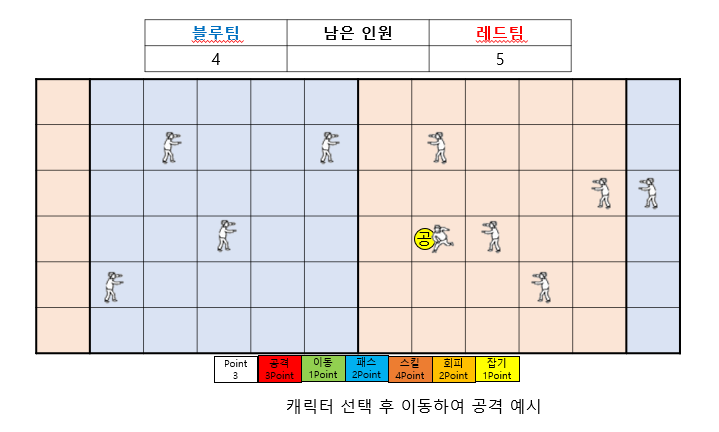 블루팀 남은 인원 레드팀
4 5
공
Point 공격 이동 패스 스킬 회피 잡기
3 3Point 1Point 2Point 4Point 2Point 1Point
캐릭터 선택 후 이동하여 공격 예시